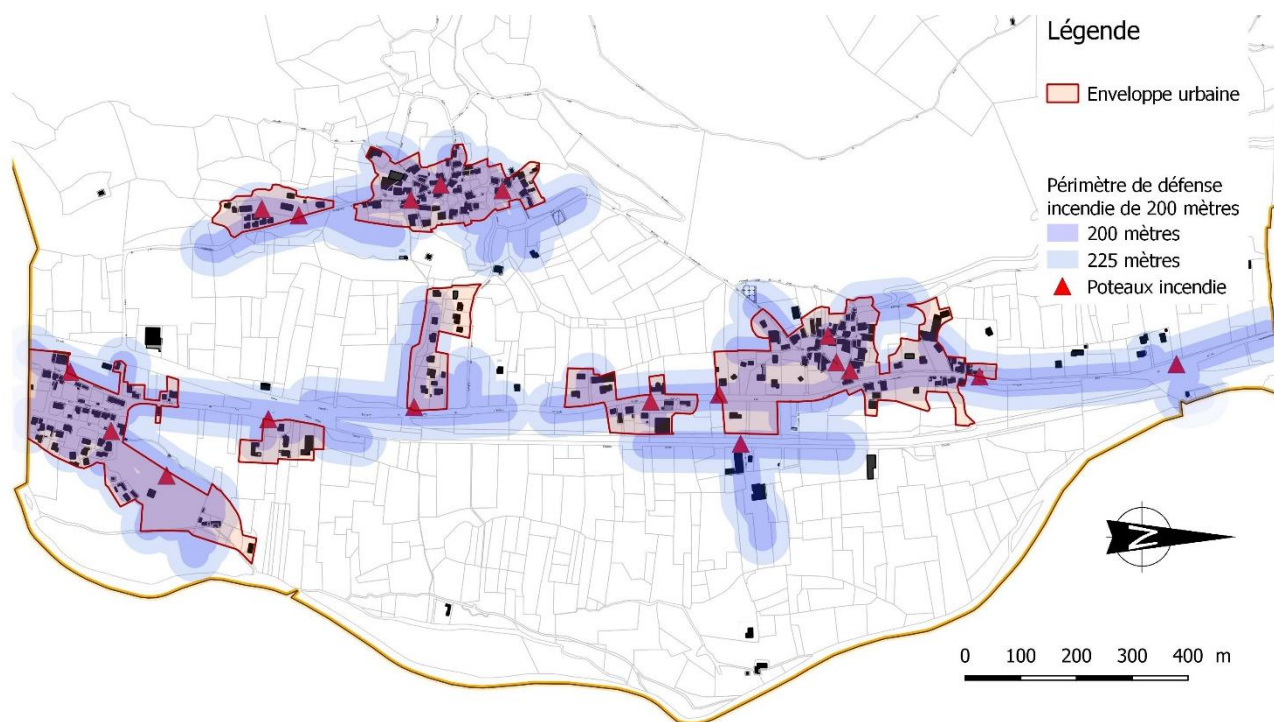 Légende
Enveloppe urbaine
Périmètre de défense
incendie de 200 mètres
200 mètres
225 mètres
Poteaux incendie
N
0 100 200 300 400 m